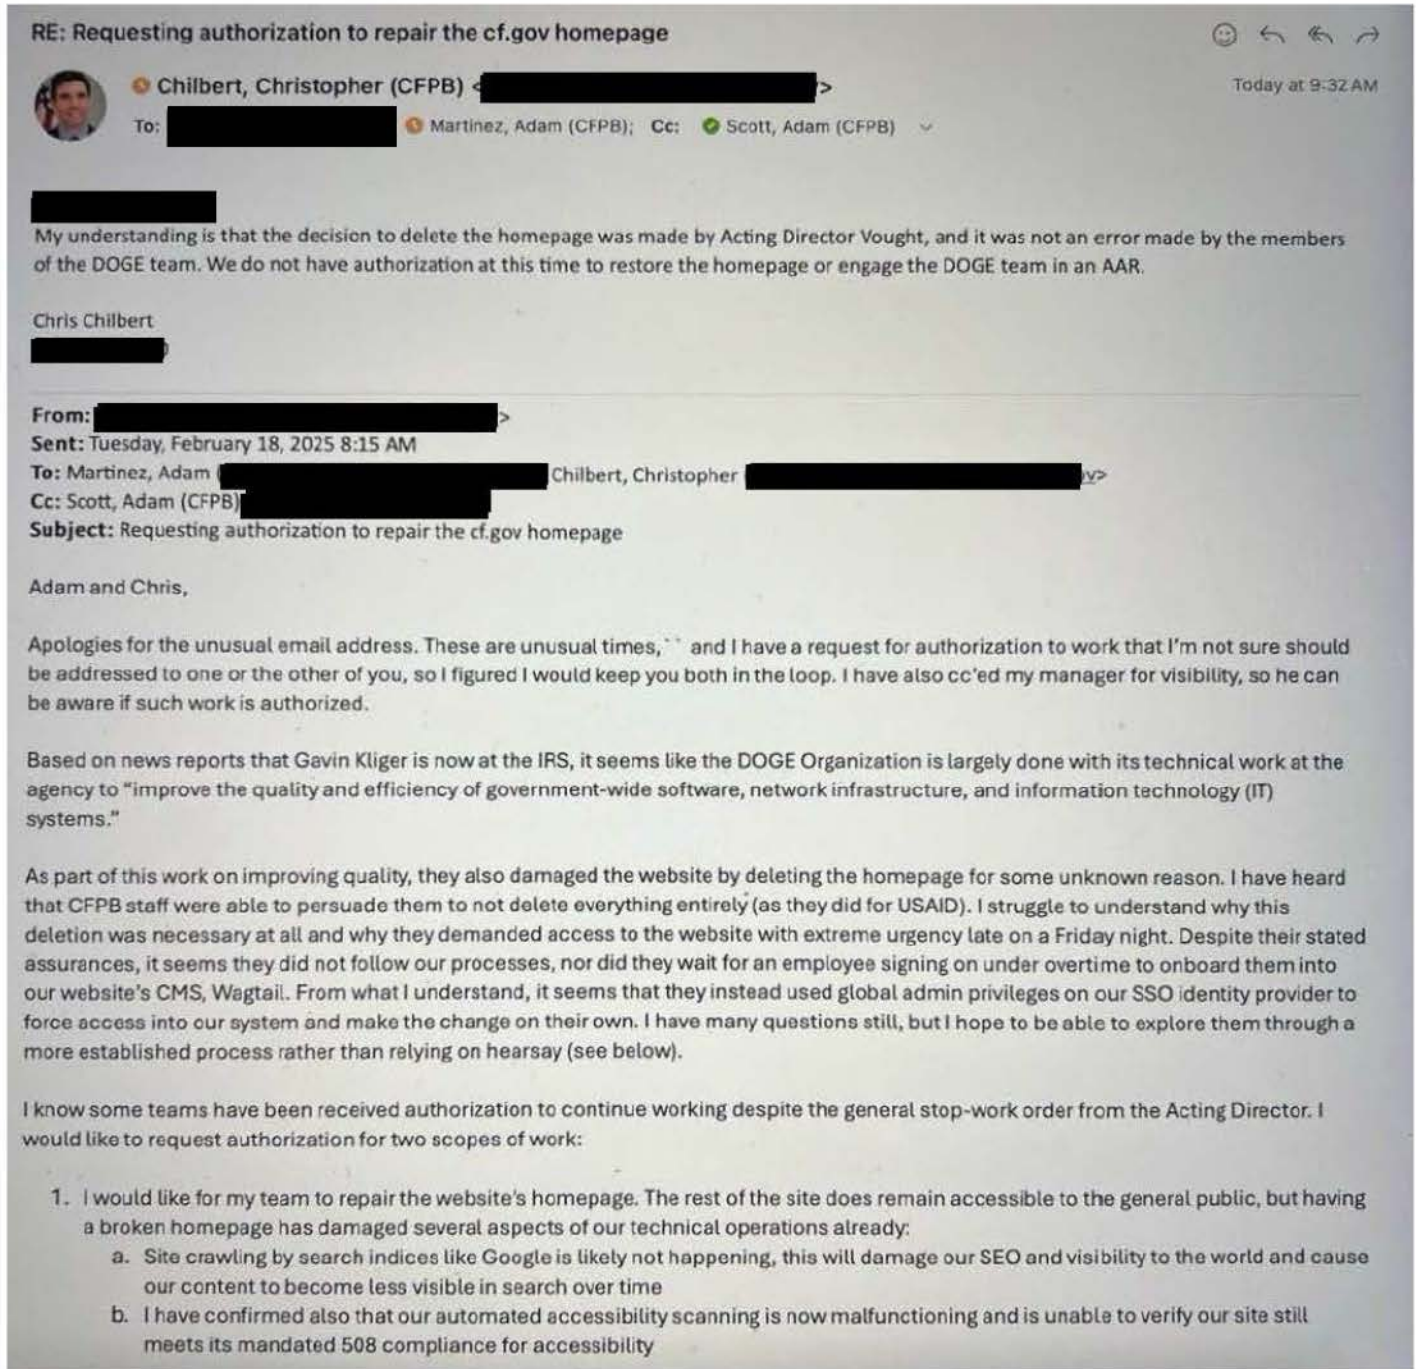 RE: Requesting authorization to repair the cf.gov homepage
Chilbert, Christopher (CFPB) < >
Today at 9:32 AM
To: Martinez, Adam (CFPB); Cc: Scott, Adam (CFPB)
My understanding is that the decision to delete the homepage was made by Acting Director Vought, and it was not an error made by the members
of the DOGE team. We do not have authorization at this time to restore the homepage or engage the DOGE team in an AAR.
Chris Chilbert
From: >
Sent: Tuesday, February 18, 2025 8:15 AM
To: Martinez, Adam ( Chilbert, Christopher v>
Cc: Scott, Adam (CFPB)
Subject: Requesting authorization to repair the cf.gov homepage
Adam and Chris,
Apologies for the unusual email address. These are unusual times,`` and I have a request for authorization to work that I'm not sure should
be addressed to one or the other of you, so I figured I would keep you both in the loop. I have also cc'ed my manager for visibility, so he can
be aware if such work is authorized.
Based on news reports that Gavin Kliger is now at the IRS, it seems like the DOGE Organization is largely done with its technical work at the
agency to "improve the quality and efficiency of government-wide software, network infrastructure, and information technology (IT)
systems."
As part of this work on improving quality, they also damaged the website by deleting the homepage for some unknown reason. I have heard
that CFPB staff were able to persuade them to not delete everything entirely (as they did for USAID). I struggle to understand why this
deletion was necessary at all and why they demanded access to the website with extreme urgency late on a Friday night. Despite their stated
assurances, it seems they did not follow our processes, nor did they wait for an employee signing on under overtime to onboard them into
our website's CMS, Wagtail. From what I understand, it seems that they instead used global admin privileges on our SSO identity provider to
force access into our system and make the change on their own. I have many questions still, but I hope to be able to explore them through a
more established process rather than relying on hearsay (see below).
I know some teams have been received authorization to continue working despite the general stop-work order from the Acting Director. I
would like to request authorization for two scopes of work:
1. I would like for my team to repair the website's homepage. The rest of the site does remain accessible to the general public, but having
a broken homepage has damaged several aspects of our technical operations already:
a. Site crawling by search indices like Google is likely not happening, this will damage our SEO and visibility to the world and cause
our content to become less visible in search over time
b. I have confirmed also that our automated accessibility scanning is now malfunctioning and is unable to verify our site still
meets its mandated 508 compliance for accessibility